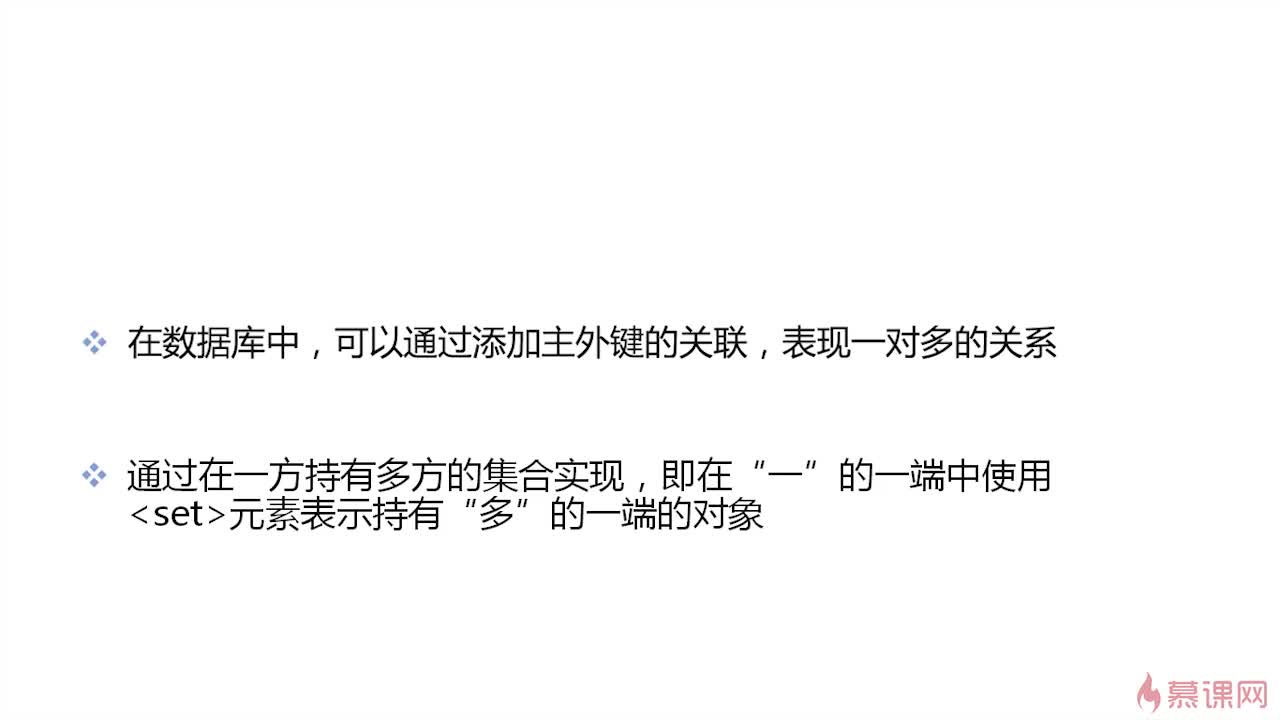 在数据库中，可以通过添加主外键的关联，表现一对多的关系
通过在一方持有多方的集合实现，即在“一”的一端中使用
<set>元素表示持有“多”的一端的对象
慕课网